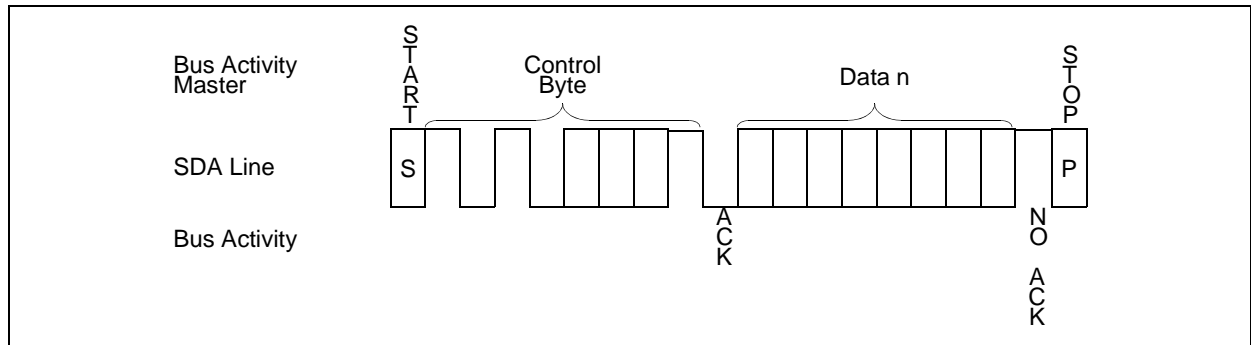 Bus Activity
Master
START
Control
Byte
Data n
STOP
SDA Line
S
P
Bus Activity
ACK
NO ACK